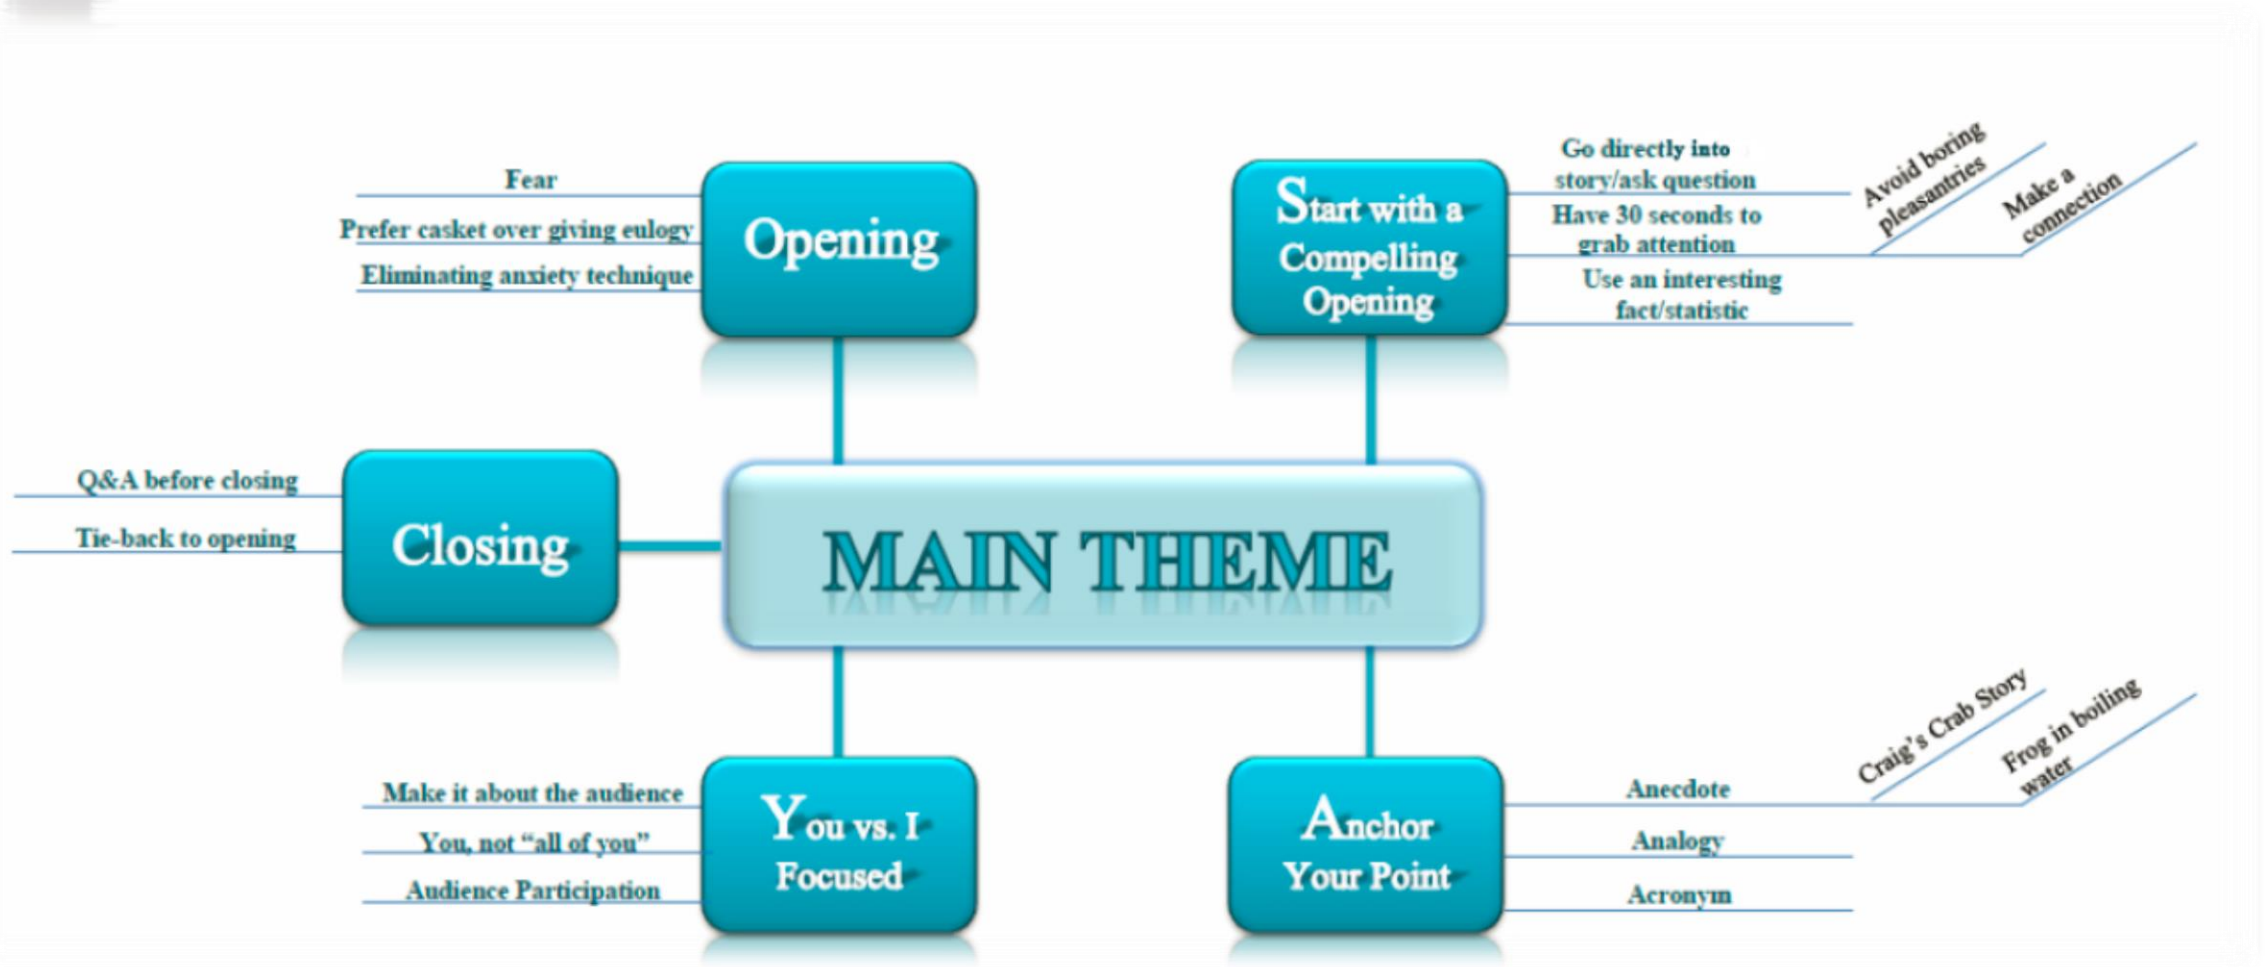 Opening
Fear
Prefer casket over giving eulogy
Eliminating anxiety technique
Start with a
Compelling
Opening
Go directly into
story/ask question
Have 30 seconds to
grab attention
Avoid boring
pleasantries
Make a
connection
Use an interesting
fact/statistic
Closing
Q&A before closing
Tie-back to opening
MAIN THEME
You vs. I
Focused
Make it about the audience
You, not “all of you”
Audience Participation
Anchor
Your Point
Anecdote
Craig's Crab Story
Frog in boiling
water
Analogy
Acronym